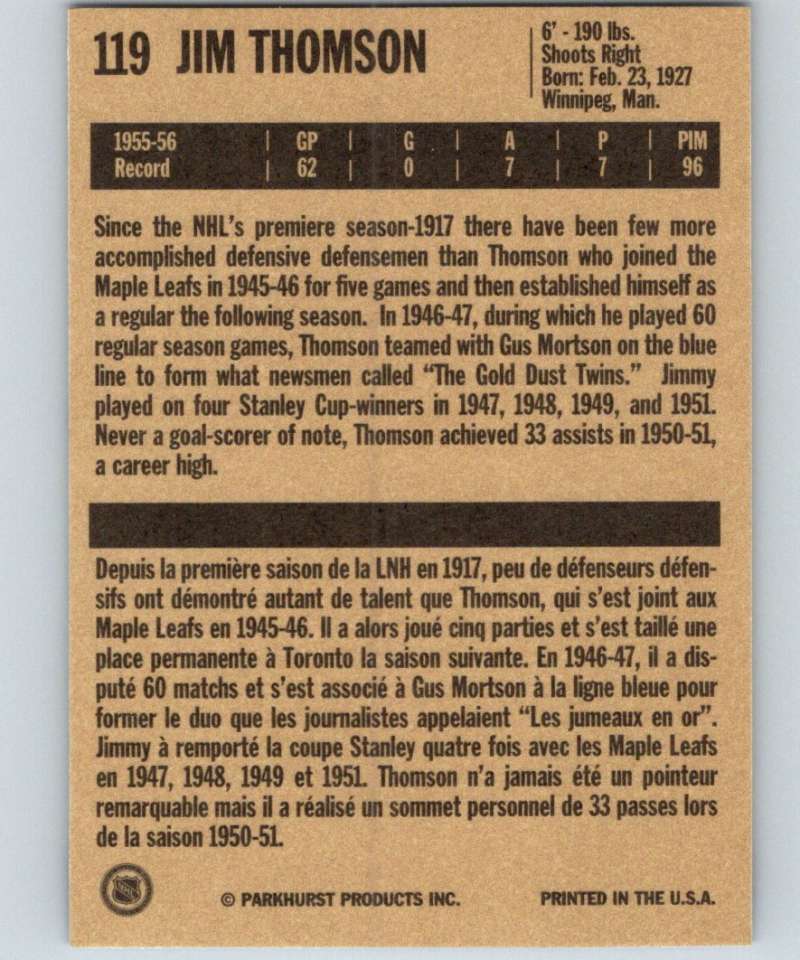 119 JIM THOMSON
6' - 190 lbs.
Shoots Right
Born: Feb. 23, 1927
Winnipeg, Man.
1955-56 | GP | G | A | P | PIM
Record | 62 | 0 | 7 | 7 | 96
Since the NHL's premiere season-1917 there have been few more
accomplished defensive defensemen than Thomson who joined the
Maple Leafs in 1945-46 for five games and then established himself as
a regular the following season. In 1946-47, during which he played 60
regular season games, Thomson teamed with Gus Mortson on the blue
line to form what newsmen called “The Gold Dust Twins.” Jimmy
played on four Stanley Cup-winners in 1947, 1948, 1949, and 1951.
Never a goal-scorer of note, Thomson achieved 33 assists in 1950-51,
a career high.
Depuis la première saison de la LNH en 1917, peu de défenseurs défen-
sifs ont démontré autant de talent que Thomson, qui s'est joint aux
Maple Leafs en 1945-46. Il a alors joué cinq parties et s'est taillé une
place permanente à Toronto la saison suivante. En 1946-47, il a dis-
puté 60 matchs et s'est associé à Gus Mortson à la ligne bleue pour
former le duo que les journalistes appelaient “Les jumeaux en or”.
Jimmy à remporté la coupe Stanley quatre fois avec les Maple Leafs
en 1947, 1948, 1949 et 1951. Thomson n'a jamais été un pointeur
remarquable mais il a réalisé un sommet personnel de 33 passes lors
de la saison 1950-51.
© PARKHURST PRODUCTS INC. PRINTED IN THE U.S.A.